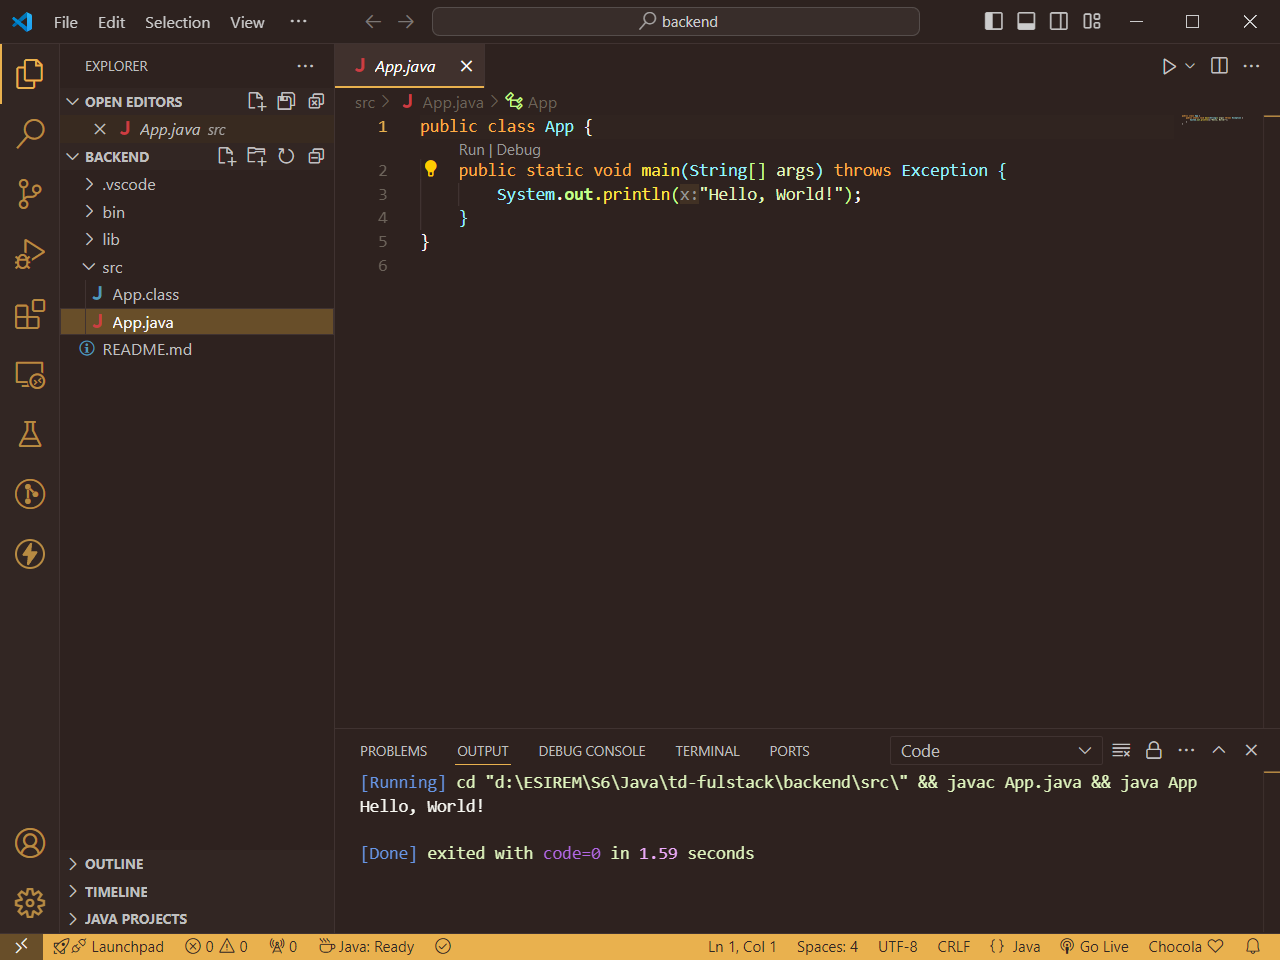 File Edit Selection View ··· backend
EXPLORER ···
OPEN EDITORS
App.java src
BACKEND
.vscode
bin
lib
src
App.class
App.java
README.md
OUTLINE
TIMELINE
JAVA PROJECTS
App.java
src > App.java > App
1 public class App {
Run | Debug
2 public static void main(String[] args) throws Exception {
3 System.out.println(x:"Hello, World!");
4 }
5 }
6
PROBLEMS OUTPUT DEBUG CONSOLE TERMINAL PORTS Code
[Running] cd "d:\ESIREM\S6\Java\td-fulstack\backend\src\" && javac App.java && java App
Hello, World!
[Done] exited with code=0 in 1.59 seconds
Launchpad 0 0 0 Java: Ready Ln 1, Col 1 Spaces: 4 UTF-8 CRLF {} Java Go Live Chocola